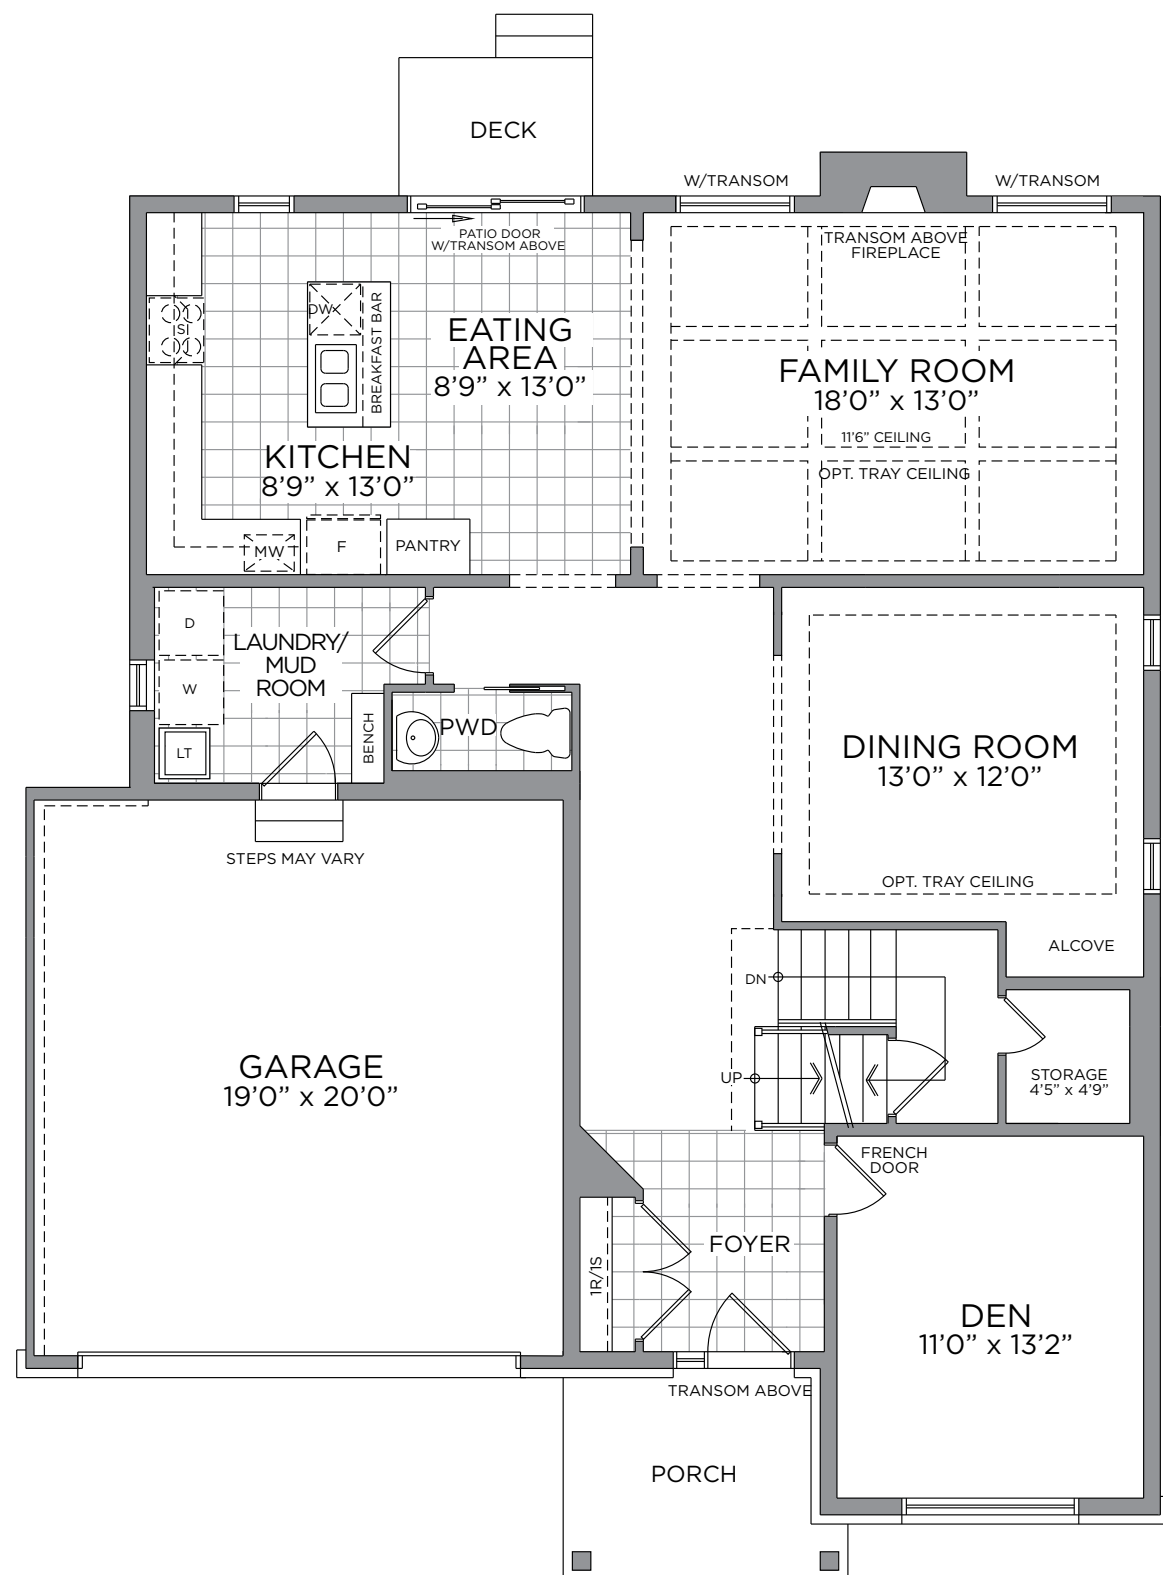 DECK
W/TRANSOM
W/TRANSOM
PATIO DOOR
W/TRANSOM ABOVE
TRANSOM ABOVE
FIREPLACE
DW
SI
BREAKFAST BAR
EATING
AREA
8'9” x 13'0”
FAMILY ROOM
18'0” x 13'0”
11'6” CEILING
OPT. TRAY CEILING
KITCHEN
8'9” x 13'0”
MW
F
PANTRY
D
LAUNDRY/
MUD
ROOM
W
LT
BENCH
PWD
DINING ROOM
13'0” x 12'0”
STEPS MAY VARY
OPT. TRAY CEILING
ALCOVE
DN
GARAGE
19'0” x 20'0”
UP
STORAGE
4'5” x 4'9”
FRENCH
DOOR
FOYER
1R/1S
DEN
11'0” x 13'2”
TRANSOM ABOVE
PORCH